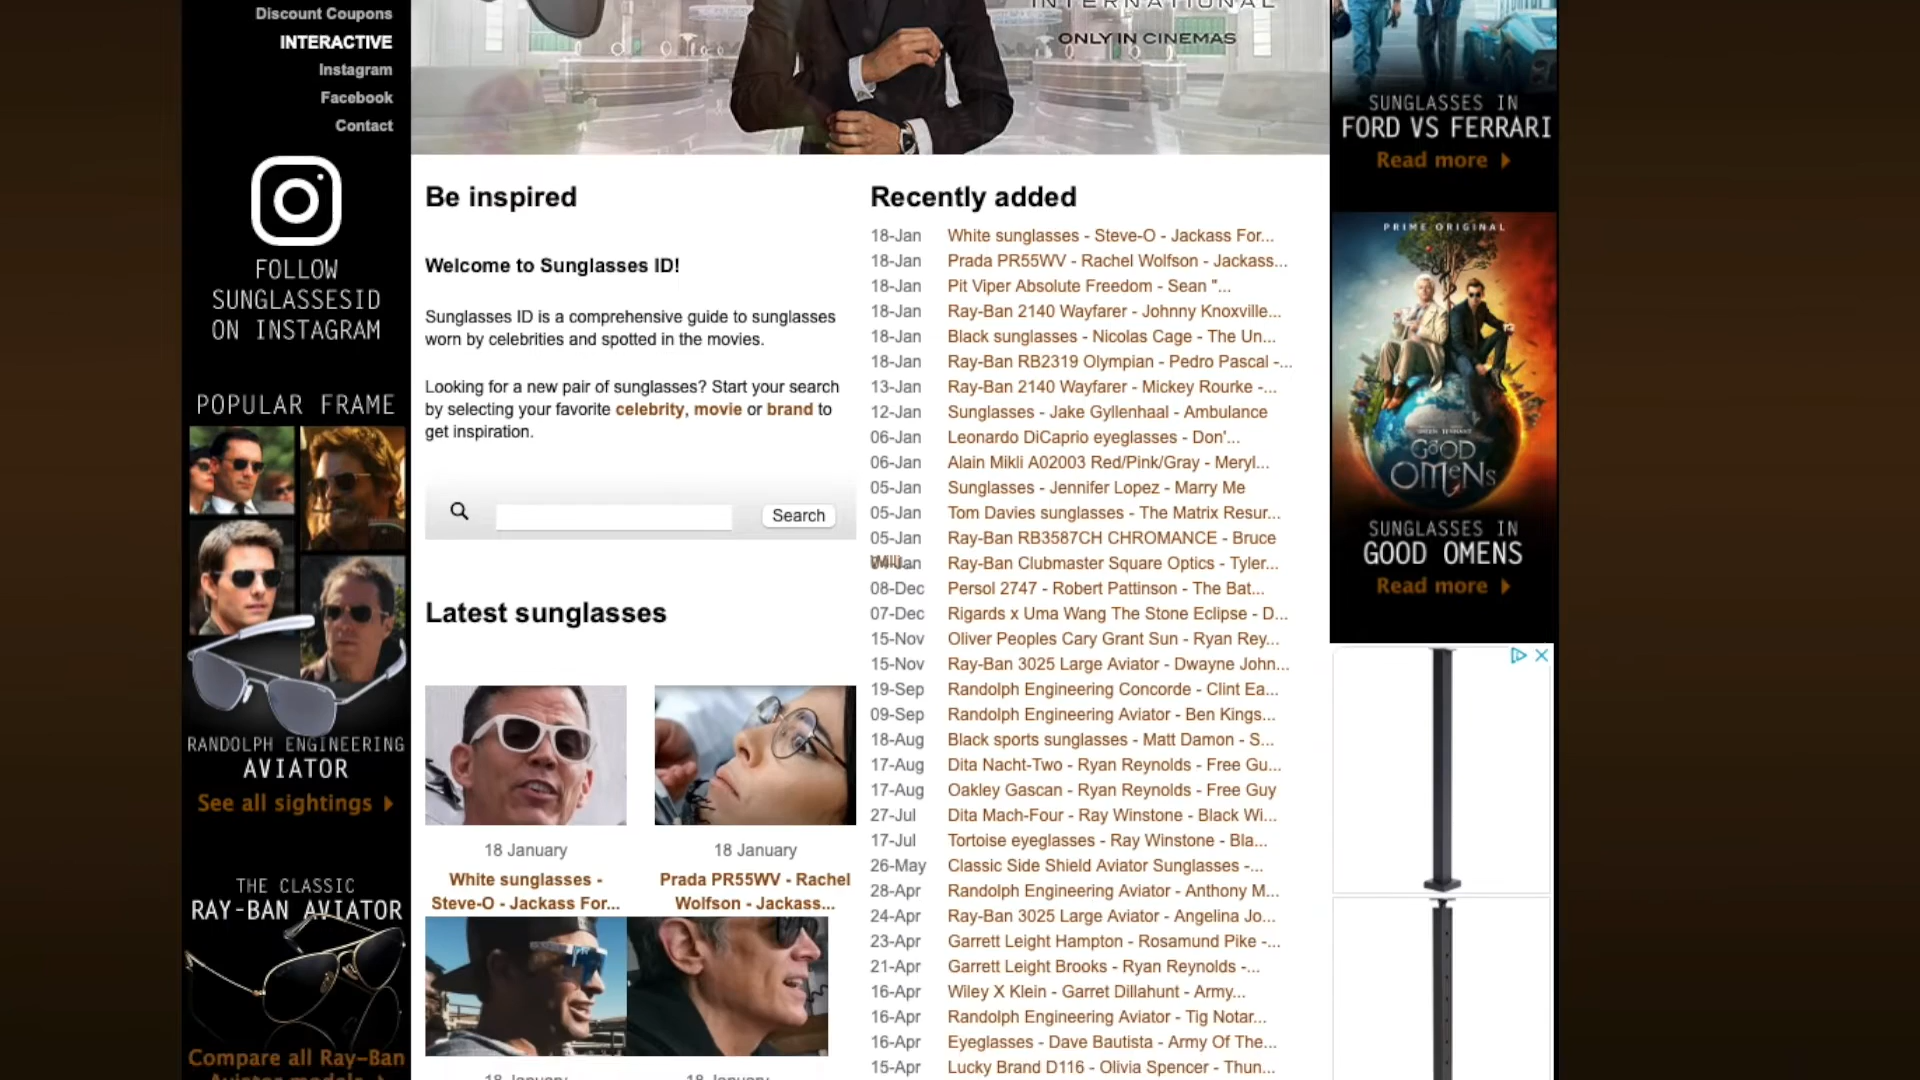 Discount Coupons
INTERACTIVE
Instagram
Facebook
Contact
FOLLOW
SUNGLASSESID
ON INSTAGRAM
POPULAR FRAME
RANDOLPH ENGINEERING
AVIATOR
See all sightings
THE CLASSIC
RAY-BAN AVIATOR
Compare all Ray-Ban
Aviator models
INTERNATIONAL
ONLY IN CINEMAS
Be inspired
Welcome to Sunglasses ID!
Sunglasses ID is a comprehensive guide to sunglasses
worn by celebrities and spotted in the movies.
Looking for a new pair of sunglasses? Start your search
by selecting your favorite celebrity, movie or brand to
get inspiration.
Search
Latest sunglasses
18 January
White sunglasses -
Steve-O - Jackass For...
18 January
Prada PR55WV - Rachel
Wolfson - Jackass...
18 January
18 January
Recently added
18-Jan White sunglasses - Steve-O - Jackass For...
18-Jan Prada PR55WV - Rachel Wolfson - Jackass...
18-Jan Pit Viper Absolute Freedom - Sean "...
18-Jan Ray-Ban 2140 Wayfarer - Johnny Knoxville...
18-Jan Black sunglasses - Nicolas Cage - The Un...
18-Jan Ray-Ban RB2319 Olympian - Pedro Pascal -...
13-Jan Ray-Ban 2140 Wayfarer - Mickey Rourke -...
12-Jan Sunglasses - Jake Gyllenhaal - Ambulance
06-Jan Leonardo DiCaprio eyeglasses - Don'...
06-Jan Alain Mikli A02003 Red/Pink/Gray - Meryl...
05-Jan Sunglasses - Jennifer Lopez - Marry Me
05-Jan Tom Davies sunglasses - The Matrix Resur...
05-Jan Ray-Ban RB3587CH CHROMANCE - Bruce
Willi...
04-Jan Ray-Ban Clubmaster Square Optics - Tyler...
08-Dec Persol 2747 - Robert Pattinson - The Bat...
07-Dec Rigards x Uma Wang The Stone Eclipse - D...
15-Nov Oliver Peoples Cary Grant Sun - Ryan Rey...
15-Nov Ray-Ban 3025 Large Aviator - Dwayne John...
19-Sep Randolph Engineering Concorde - Clint Ea...
09-Sep Randolph Engineering Aviator - Ben Kings...
18-Aug Black sports sunglasses - Matt Damon - S...
17-Aug Dita Nacht-Two - Ryan Reynolds - Free Gu...
17-Aug Oakley Gascan - Ryan Reynolds - Free Guy
27-Jul Dita Mach-Four - Ray Winstone - Black Wi...
17-Jul Tortoise eyeglasses - Ray Winstone - Bla...
26-May Classic Side Shield Aviator Sunglasses -...
28-Apr Randolph Engineering Aviator - Anthony M...
24-Apr Ray-Ban 3025 Large Aviator - Angelina Jo...
23-Apr Garrett Leigh Hampton - Rosamund Pike -...
21-Apr Garrett Leigh Brooks - Ryan Reynolds -...
16-Apr Wiley X Klein - Garret Dillahunt - Army...
16-Apr Randolph Engineering Aviator - Tig Notar...
16-Apr Eyeglasses - Dave Bautista - Army Of The...
15-Apr Lucky Brand D116 - Olivia Spencer - Thun...
SUNGLASSES IN
FORD VS FERRARI
Read more
PRIME ORIGINAL
GOOD
OMENS
SUNGLASSES IN
GOOD OMENS
Read more